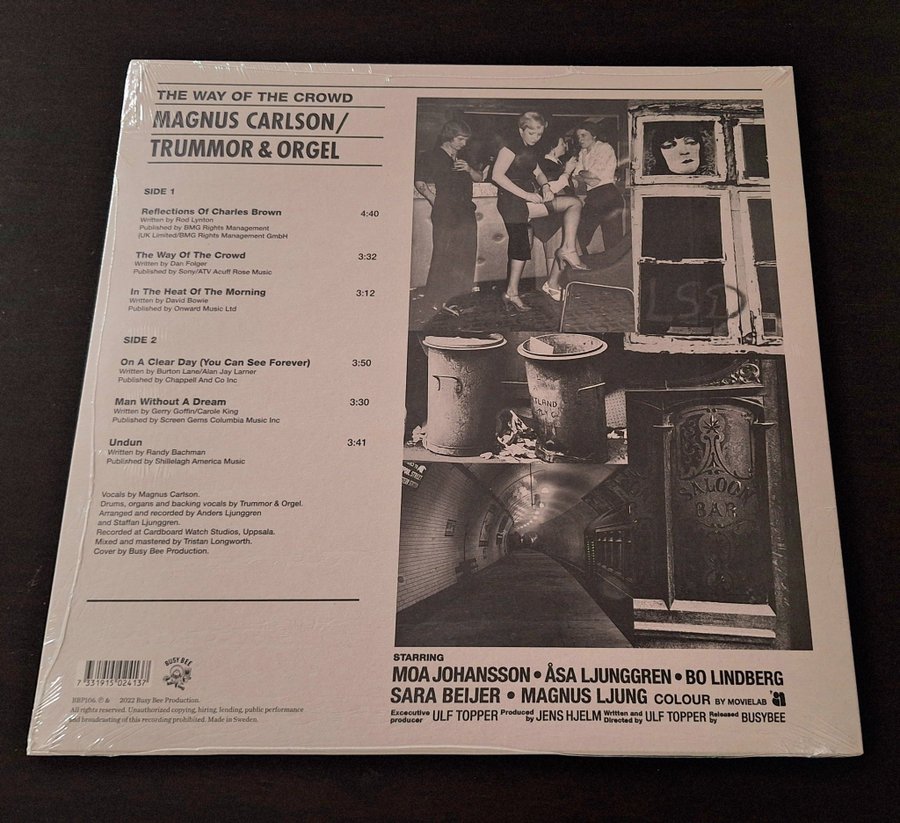 THE WAY OF THE CROWD
MAGNUS CARLSON/
TRUMMOR & ORGEL
SIDE 1
Reflections Of Charles Brown 4:40
Written by Rod Lynton
Published by BMG Rights Management
(UK Limited/BMG Rights Management GmbH
The Way Of The Crowd 3:32
Written by Dan Folger
Published by Sony/ATV Acuff Rose Music
In The Heat Of The Morning 3:12
Written by David Bowie
Published by Onward Music Ltd
SIDE 2
On A Clear Day (You Can See Forever) 3:50
Written by Burton Lane/Alan Jay Larner
Published by Chappell And Co Inc
Man Without A Dream 3:30
Written by Gerry Goffin/Carole King
Published by Screen Gems Columbia Music Inc
Undun 3:41
Written by Randy Bachman
Published by Shillelagh America Music
Vocals by Magnus Carlson.
Drums, organs and backing vocals by Trummor & Orgel.
Arranged and recorded by Anders Ljunggren
and Staffan Ljunggren.
Recorded at Cardboard Watch Studios, Uppsala.
Mixed and mastered by Tristan Longworth.
Cover by Busy Bee Production.
LSD
SALOON
BAR
BUSY BEE
7 331915 024137
BBP106. ℗ & 2022 Busy Bee Production.
All rights reserved. Unauthorized copying, hiring, lending, public performance
and broadcasting of this recording prohibited. Made in Sweden.
STARRING
MOA JOHANSSON • ÅSA LJUNGGREN • BO LINDBERG
SARA BEIJER • MAGNUS LJUNG COLOUR BY MOVIELAB
Excecutive producer ULF TOPPER Produced by JENS HJELM Written and Directed by ULF TOPPER Released by BUSYBEE